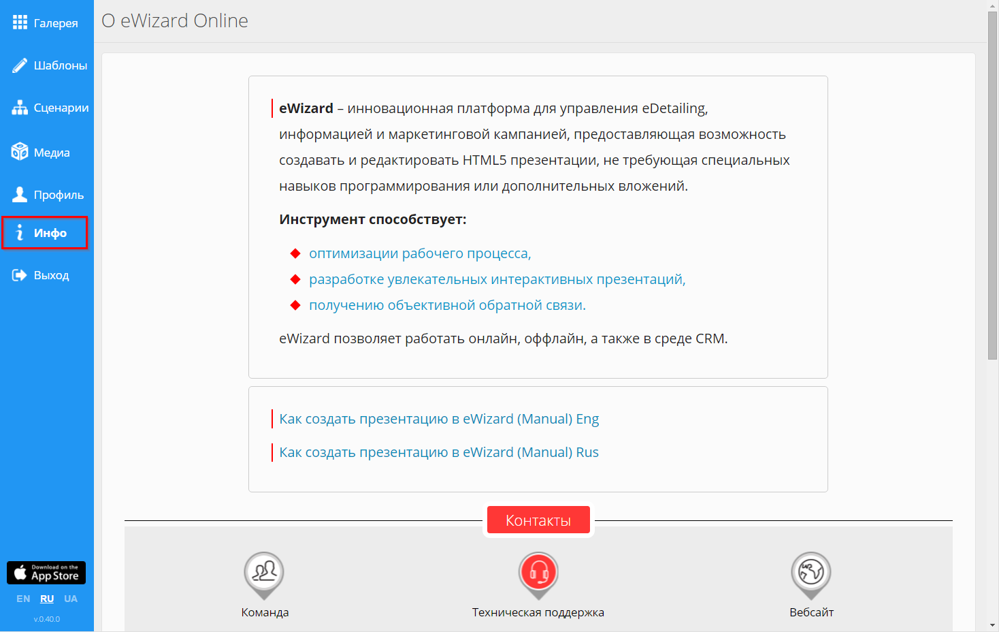 Галерея
Шаблоны
Сценарии
Медиа
Профиль
Инфо
Выход
Download on the
App Store
EN RU UA
v.0.40.0
О eWizard Online
eWizard – инновационная платформа для управления eDetailing,
информацией и маркетинговой кампанией, предоставляющая возможность
создавать и редактировать HTML5 презентации, не требующая специальных
навыков программирования или дополнительных вложений.
Инструмент способствует:
оптимизации рабочего процесса,
разработке увлекательных интерактивных презентаций,
получению объективной обратной связи.
eWizard позволяет работать онлайн, оффлайн, а также в среде CRM.
Как создать презентацию в eWizard (Manual) Eng
Как создать презентацию в eWizard (Manual) Rus
Контакты
Команда
Техническая поддержка
Вебсайт